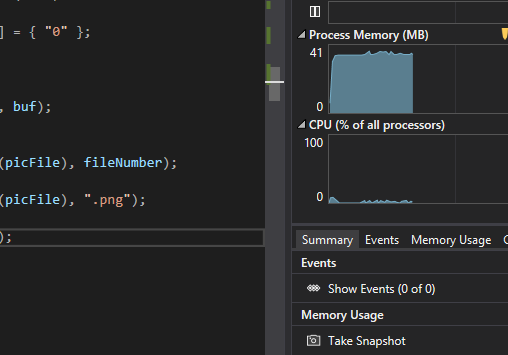 ] = { "0" };
, buf);
(picFile), fileNumber);
(picFile), ".png");
);
Process Memory (MB)
41
0
CPU (% of all processors)
100
0
Summary Events Memory Usage
Events
Show Events (0 of 0)
Memory Usage
Take Snapshot